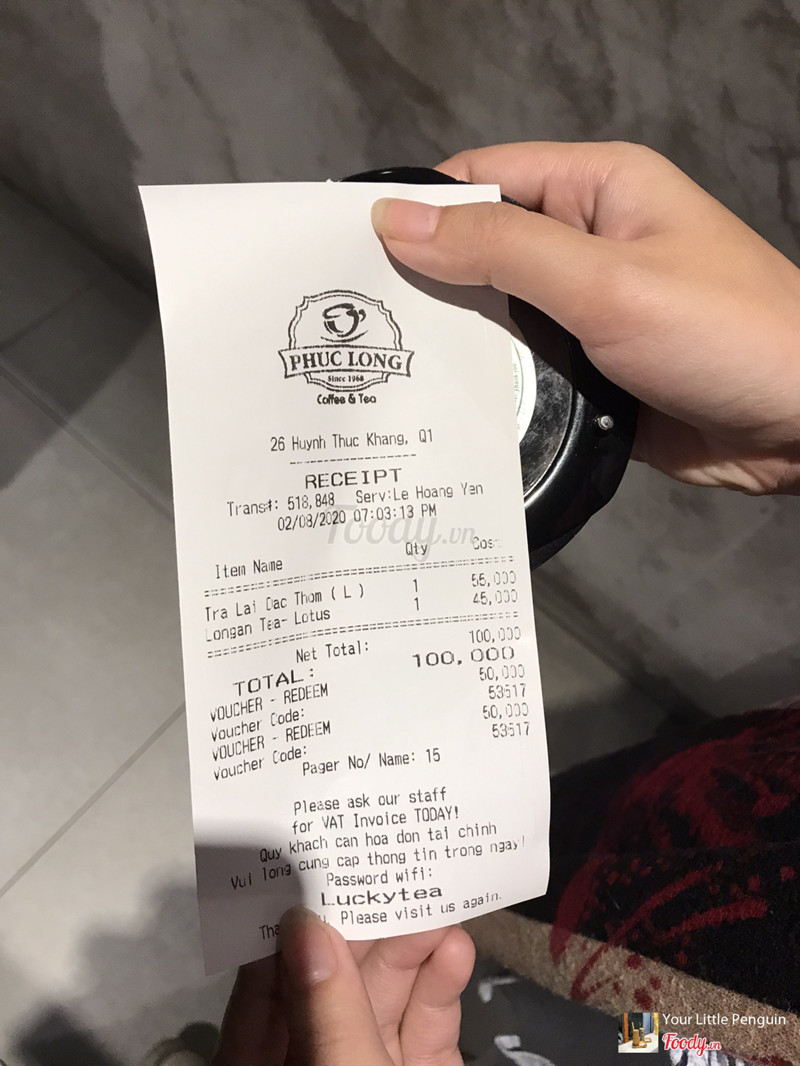 PHUC LONG
Since 1968
Coffee & Tea
26 Huynh Thuc Khang, Q1
RECEIPT
Trans#: 518,848 Serv:Le Hoang Yen
02/08/2020 07:03:13 PM
Item Name Qty Cos
Tra Lai Dac Thom ( L ) 1 55,000
Longan Tea- Lotus 1 45,000
Net Total: 100,000
TOTAL: 100,000
VOUCHER - REDEEM 50,000
Voucher Code: 53517
VOUCHER - REDEEM 50,000
Voucher Code: 53517
Pager No/ Name: 15
Please ask our staff
for VAT Invoice TODAY!
Quy khach can hoa don tai chinh
Vui long cung cap thong tin trong ngay!
Password wifi:
Luckytea
Please visit us again.
Foody.vn
Your Little Penguin
Foody.vn